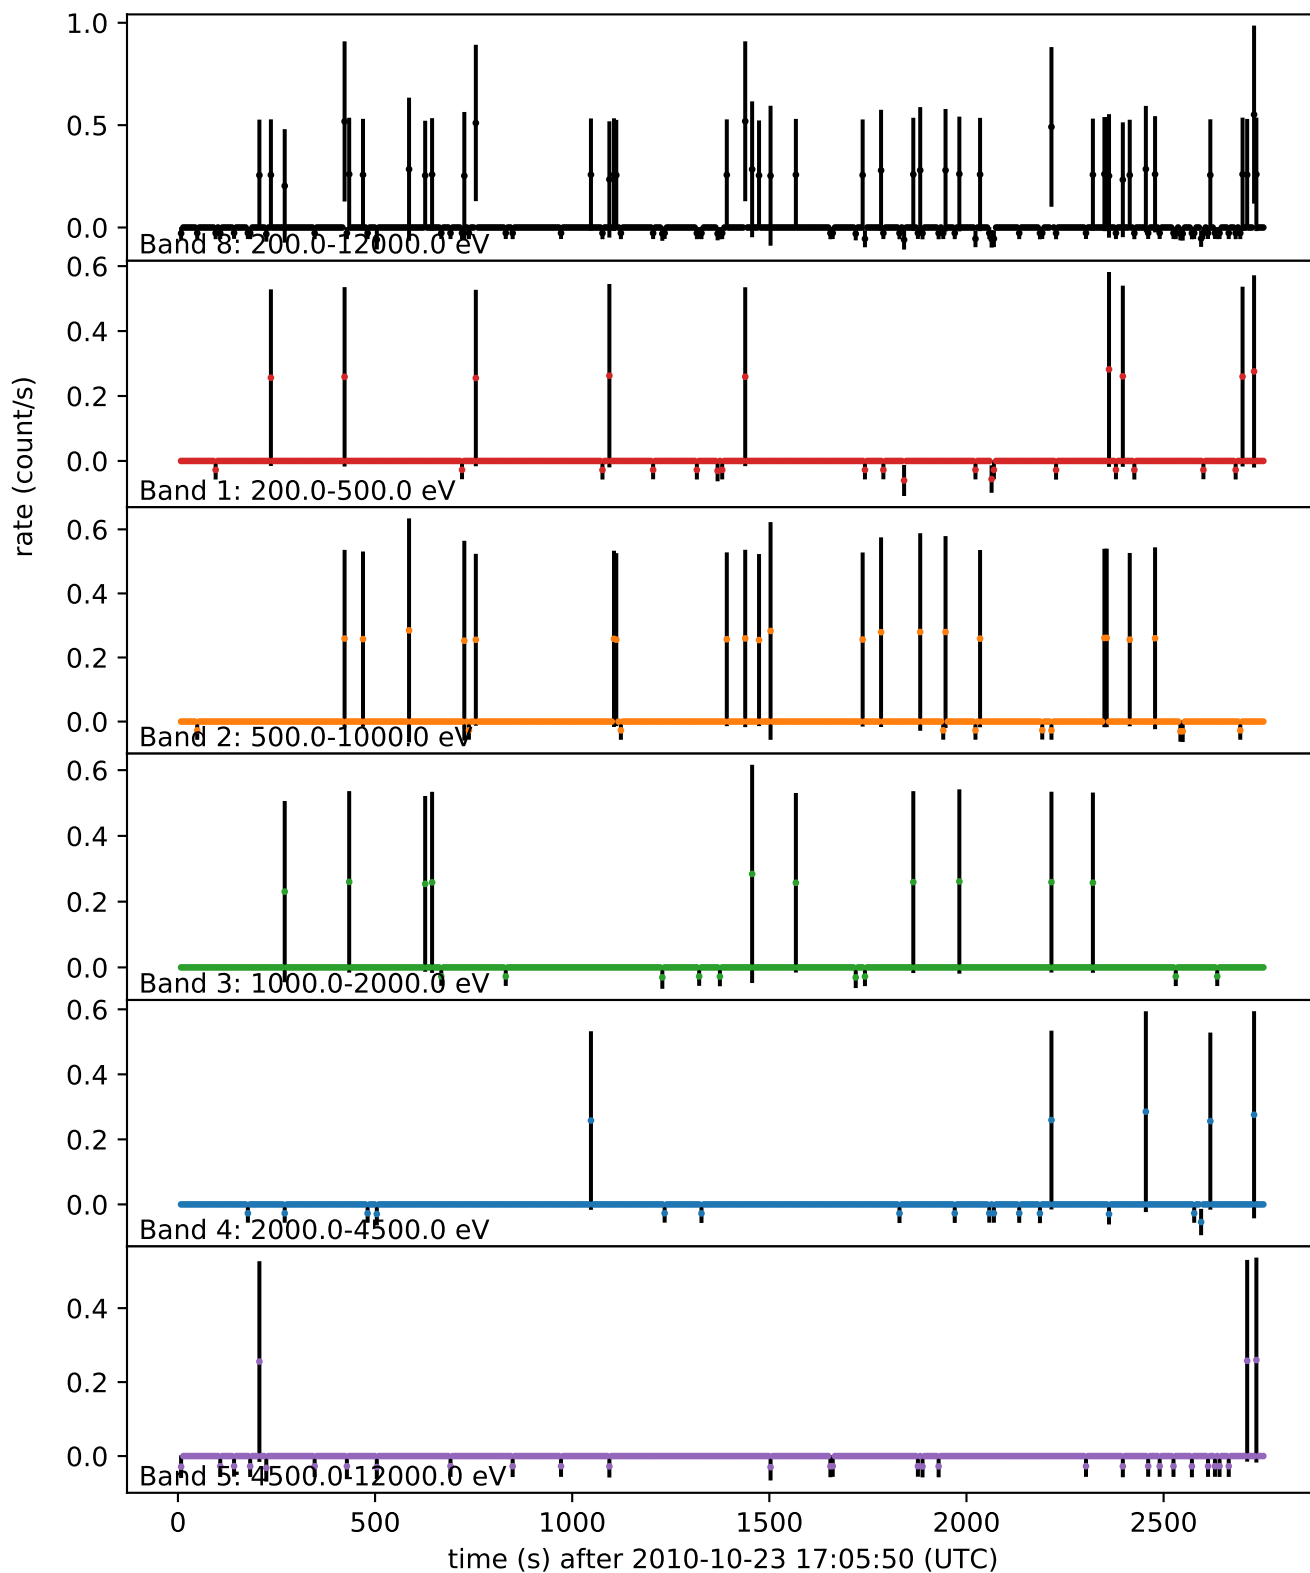 1.0
0.5
0.0
Band 8: 200.0-12000.0 eV
0.6
0.4
0.2
0.0
Band 1: 200.0-500.0 eV
rate (count/s)
0.6
0.4
0.2
0.0
Band 2: 500.0-1000.0 eV
0.6
0.4
0.2
0.0
Band 3: 1000.0-2000.0 eV
0.6
0.4
0.2
0.0
Band 4: 2000.0-4500.0 eV
0.4
0.2
0.0
Band 5: 4500.0-12000.0 eV
0 500 1000 1500 2000 2500
time (s) after 2010-10-23 17:05:50 (UTC)